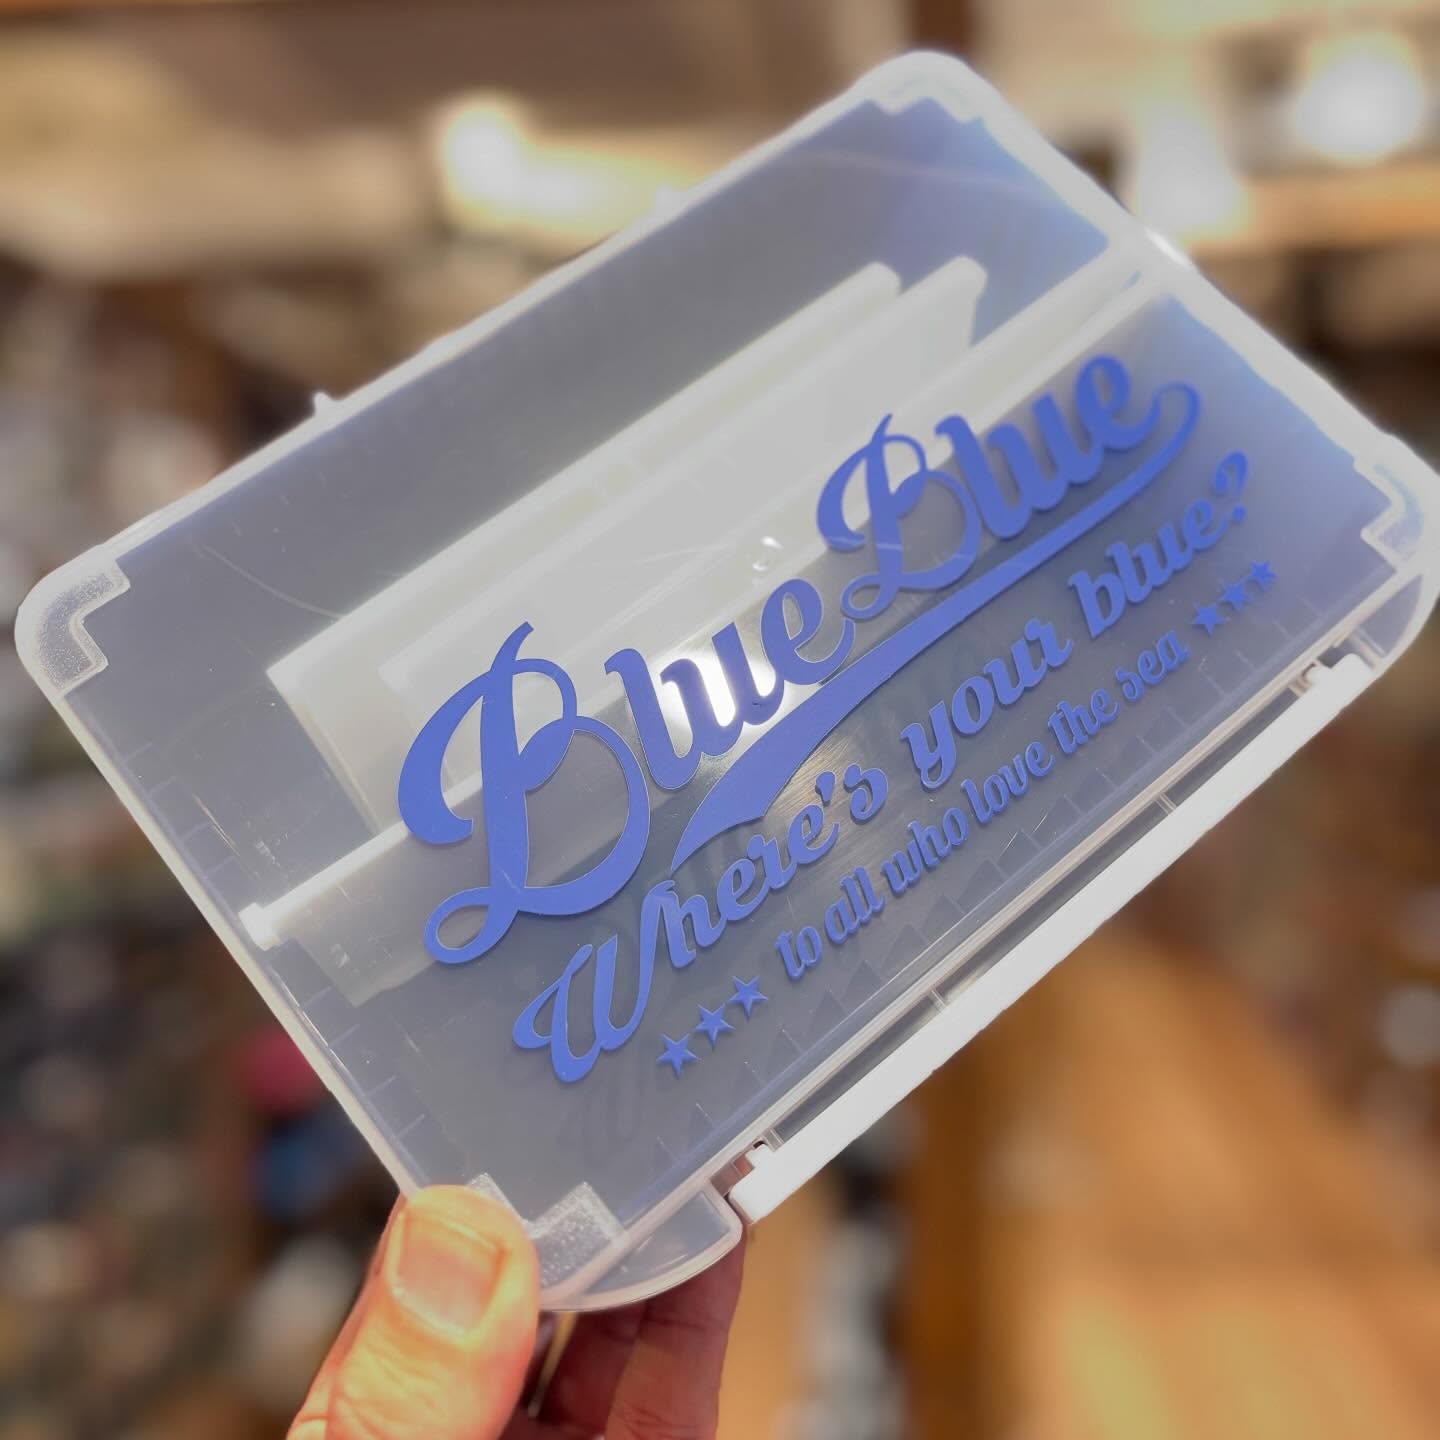 BlueBlue
Where's your blue?
★★★ to all who love the sea ★★★